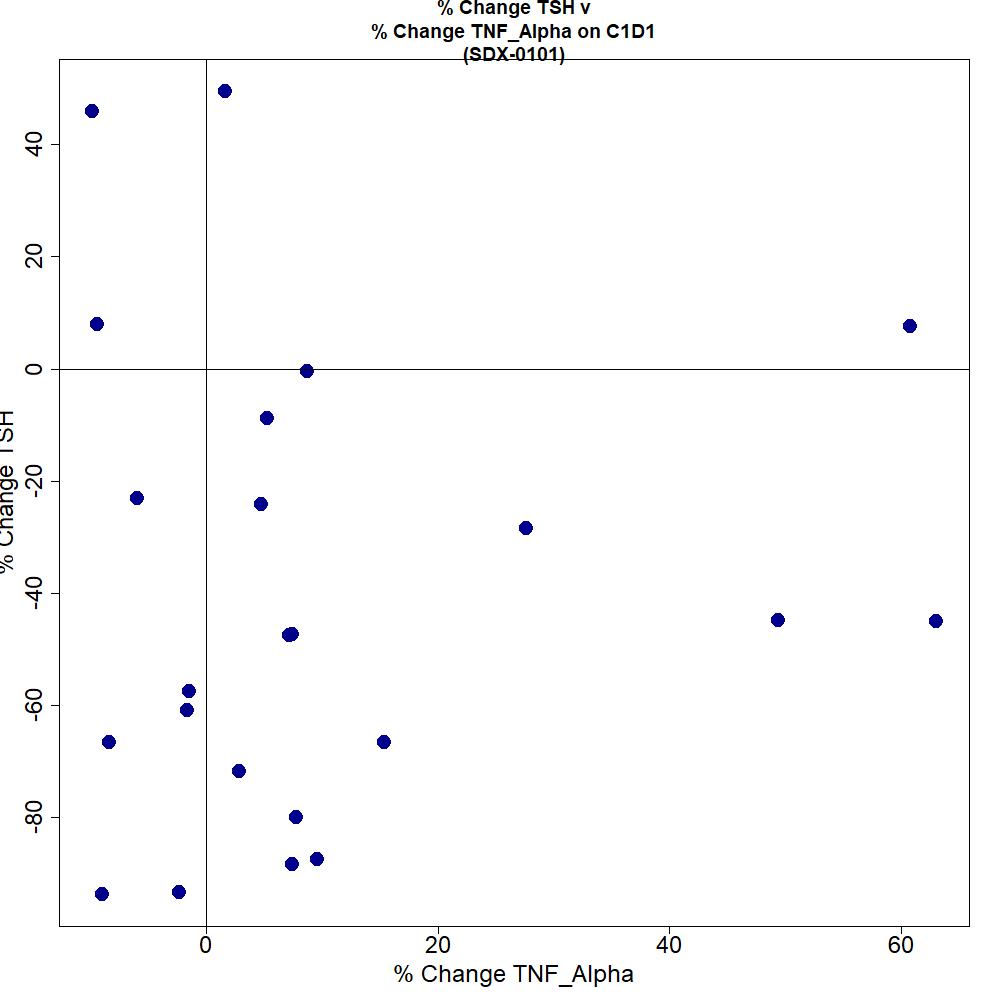 % Change TSH v
% Change TNF_Alpha on C1D1
(SDX-0101)
% Change TSH
40
20
0
-20
-40
-60
-80
0
20
40
60
% Change TNF_Alpha